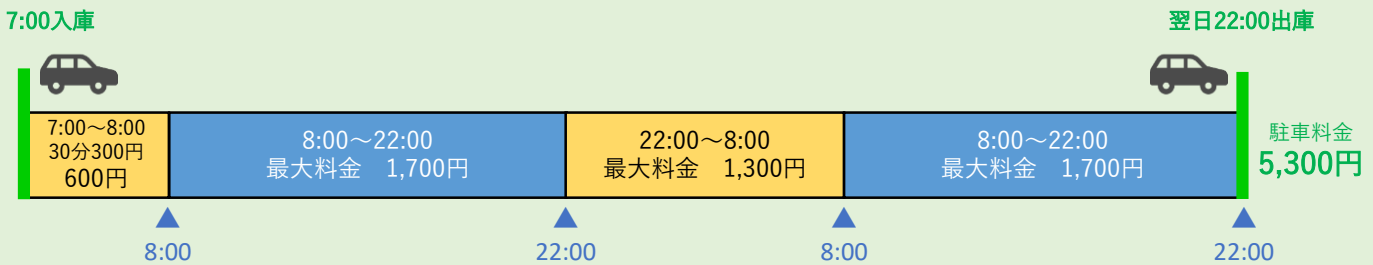 7:00入庫
翌日22:00出庫
7:00～8:00
30分300円
600円
8:00～22:00
最大料金　1,700円
22:00～8:00
最大料金　1,300円
8:00～22:00
最大料金　1,700円
駐車料金
5,300円
8:00
22:00
8:00
22:00